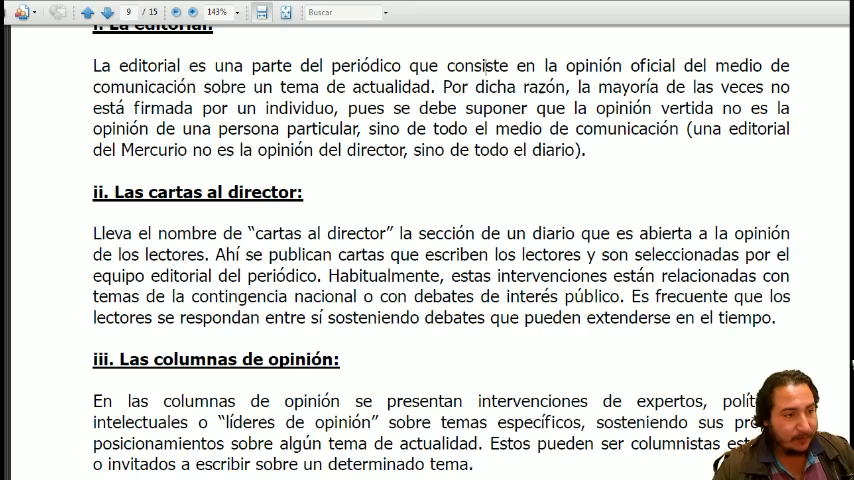 9 / 15
143%
Buscar
i. La editorial:
La editorial es una parte del periódico que consiste en la opinión oficial del medio de
comunicación sobre un tema de actualidad. Por dicha razón, la mayoría de las veces no
está firmada por un individuo, pues se debe suponer que la opinión vertida no es la
opinión de una persona particular, sino de todo el medio de comunicación (una editorial
del Mercurio no es la opinión del director, sino de todo el diario).
ii. Las cartas al director:
Lleva el nombre de “cartas al director” la sección de un diario que es abierta a la opinión
de los lectores. Ahí se publican cartas que escriben los lectores y son seleccionadas por el
equipo editorial del periódico. Habitualmente, estas intervenciones están relacionadas con
temas de la contingencia nacional o con debates de interés público. Es frecuente que los
lectores se respondan entre sí sosteniendo debates que pueden extenderse en el tiempo.
iii. Las columnas de opinión:
En las columnas de opinión se presentan intervenciones de expertos,
intelectuales o “líderes de opinión” sobre temas específicos, sosteniendo sus
posicionamientos sobre algún tema de actualidad. Estos pueden ser columnistas
o invitados a escribir sobre un determinado tema.